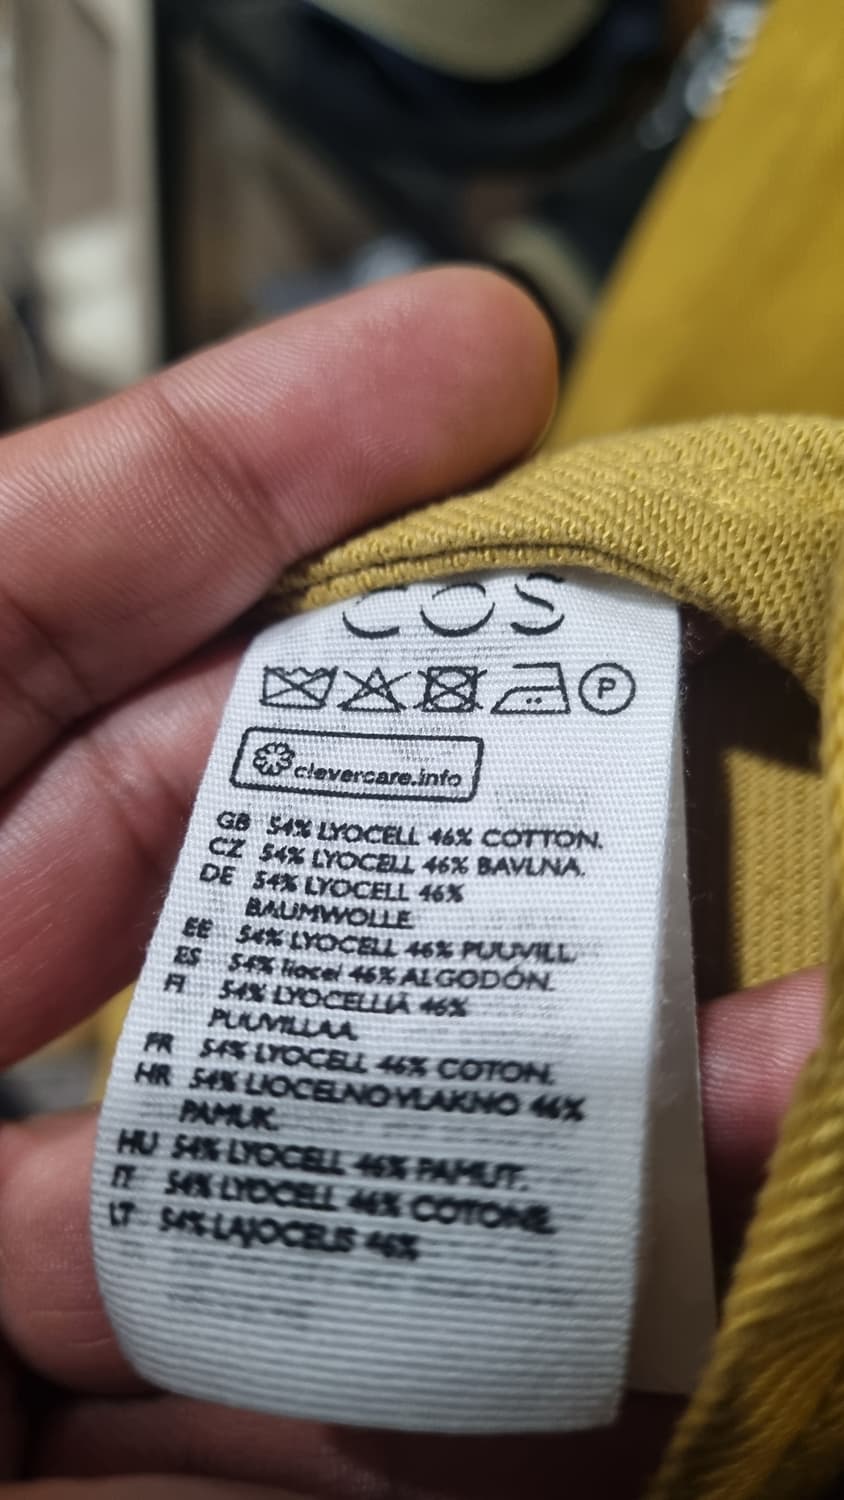 COS
P
clevercare.info
GB 54% LYOCELL 46% COTTON.
CZ 54% LYOCELL 46% BAVLNA.
DE 54% LYOCELL 46%
BAUMWOLLE
EE 54% LYOCELL 46% PUUVILL.
ES 54% liocel 46% ALGODÓN.
FI 54% LYOCELLIÄ 46%
PUUVILLAA.
FR 54% LYOCELL 46% COTON.
HR 54% LIOCELNO VLAKNO 46%
PAMUK.
HU 54% LYOCELL 46% PAMUT.
IT 54% LYOCELL 46% COTONE.
LT 54% LAJOCELIS 46%